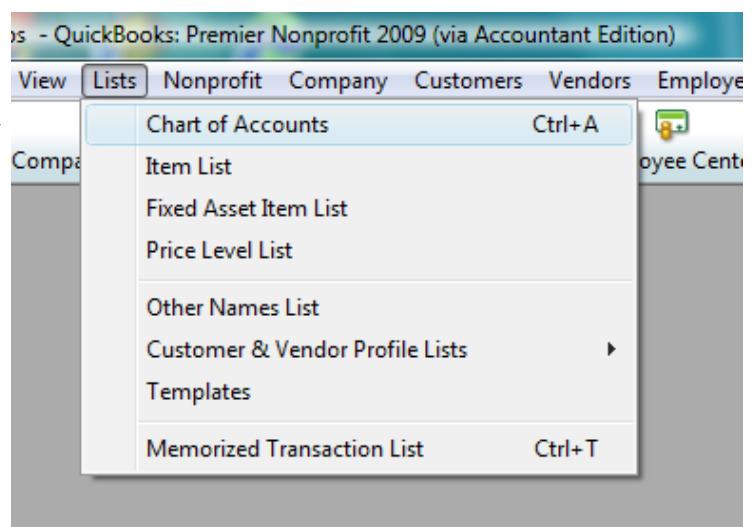 os - QuickBooks: Premier Nonprofit 2009 (via Accountant Edition)
View Lists Nonprofit Company Customers Vendors Employe
Chart of Accounts Ctrl+A
Compa oyee Cente
Item List
Fixed Asset Item List
Price Level List
Other Names List
Customer & Vendor Profile Lists
Templates
Memorized Transaction List Ctrl+T